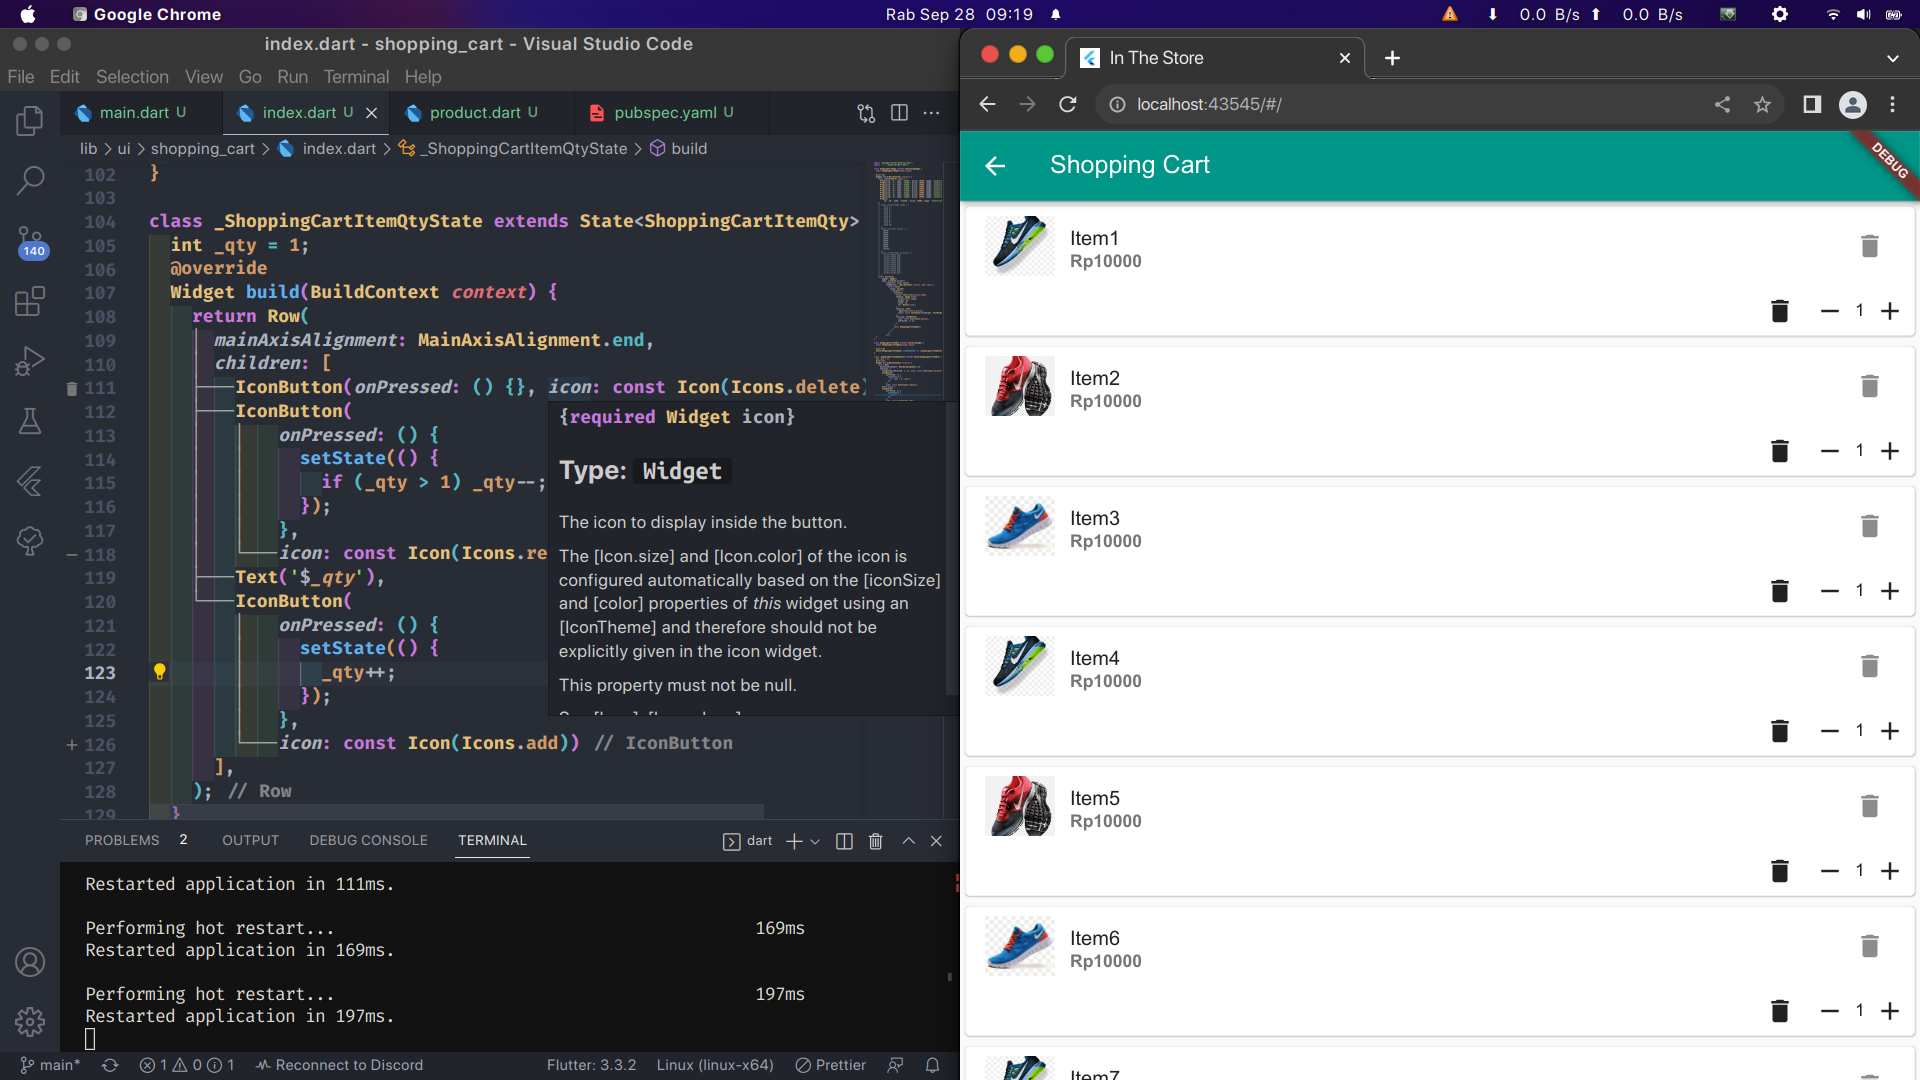 Google Chrome
Rab Sep 28 09:19
0.0 B/s
0.0 B/s
index.dart - shopping_cart - Visual Studio Code
File Edit Selection View Go Run Terminal Help
main.dart U
index.dart U
product.dart U
pubspec.yaml U
lib > ui > shopping_cart > index.dart > _ShoppingCartItemQtyState > build
140
102 }
103
104 class _ShoppingCartItemQtyState extends State<ShoppingCartItemQty>
105 int _qty = 1;
106 @override
107 Widget build(BuildContext context) {
108 return Row(
109 mainAxisAlignment: MainAxisAlignment.end,
110 children: [
111 IconButton(onPressed: () {}, icon: const Icon(Icons.delete)
112 IconButton(
113 onPressed: () {
114 setState(() {
115 if (_qty > 1) _qty--;
116 });
117 },
118 icon: const Icon(Icons.re
119 Text('$_qty'),
120 IconButton(
121 onPressed: () {
122 setState(() {
123 _qty++;
124 });
125 },
126 icon: const Icon(Icons.add)) // IconButton
127 ],
128 ); // Row
129 }
{required Widget icon}
Type: Widget
The icon to display inside the button.
The [Icon.size] and [Icon.color] of the icon is
configured automatically based on the [iconSize]
and [color] properties of this widget using an
[IconTheme] and therefore should not be
explicitly given in the icon widget.
This property must not be null.
PROBLEMS 2 OUTPUT DEBUG CONSOLE TERMINAL
dart
Restarted application in 111ms.
Performing hot restart... 169ms
Restarted application in 169ms.
Performing hot restart... 197ms
Restarted application in 197ms.
main* 1 0 1 Reconnect to Discord Flutter: 3.3.2 Linux (linux-x64) Prettier
In The Store
localhost:43545/#/
Shopping Cart
DEBUG
Item1
Rp10000
1
Item2
Rp10000
1
Item3
Rp10000
1
Item4
Rp10000
1
Item5
Rp10000
1
Item6
Rp10000
1
Item7